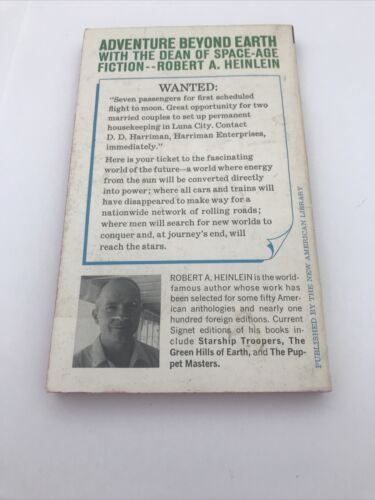 ADVENTURE BEYOND EARTH
WITH THE DEAN OF SPACE-AGE
FICTION--ROBERT A. HEINLEIN
WANTED:
"Seven passengers for first scheduled
flight to moon. Great opportunity for two
married couples to set up permanent
housekeeping in Luna City. Contact
D. D. Harriman, Harriman Enterprises,
immediately."
Here is your ticket to the fascinating
world of the future—a world where energy
from the sun will be converted directly
into power; where all cars and trains will
have disappeared to make way for a
nationwide network of rolling roads;
where men will search for new worlds to
conquer and, at journey's end, will
reach the stars.
ROBERT A. HEINLEIN is the world-
famous author whose work has
been selected for some fifty Amer-
ican anthologies and nearly one
hundred foreign editions. Current
Signet editions of his books in-
clude Starship Troopers, The
Green Hills of Earth, and The Pup-
pet Masters.
PUBLISHED BY THE NEW AMERICAN LIBRARY